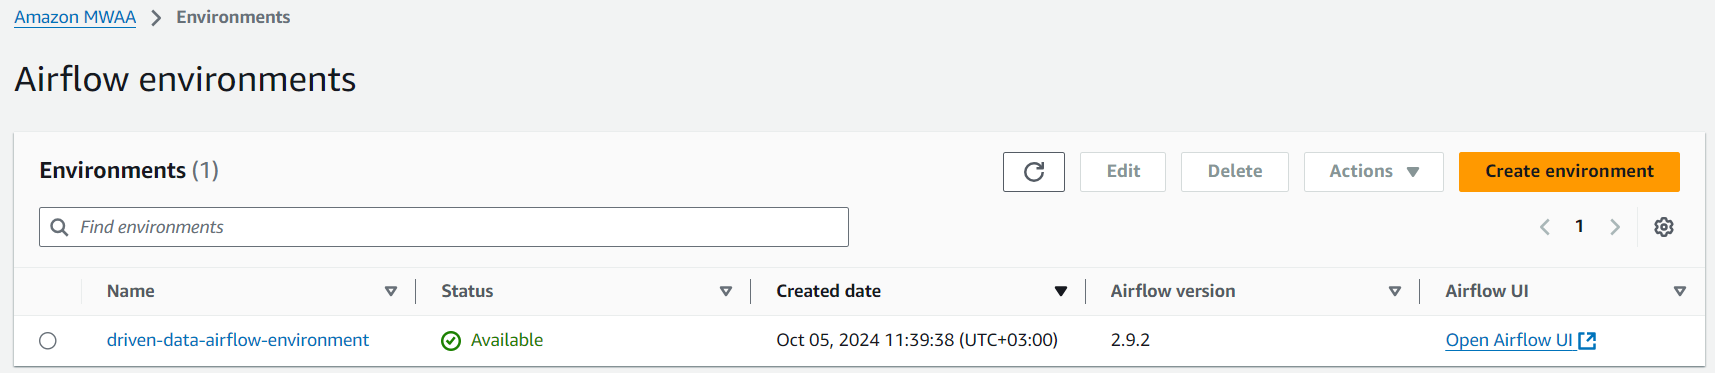 Amazon MWAA > Environments
Airflow environments
Environments (1)
Edit
Delete
Actions
Create environment
Find environments
1
Name Status Created date Airflow version Airflow UI
driven-data-airflow-environment Available Oct 05, 2024 11:39:38 (UTC+03:00) 2.9.2 Open Airflow UI